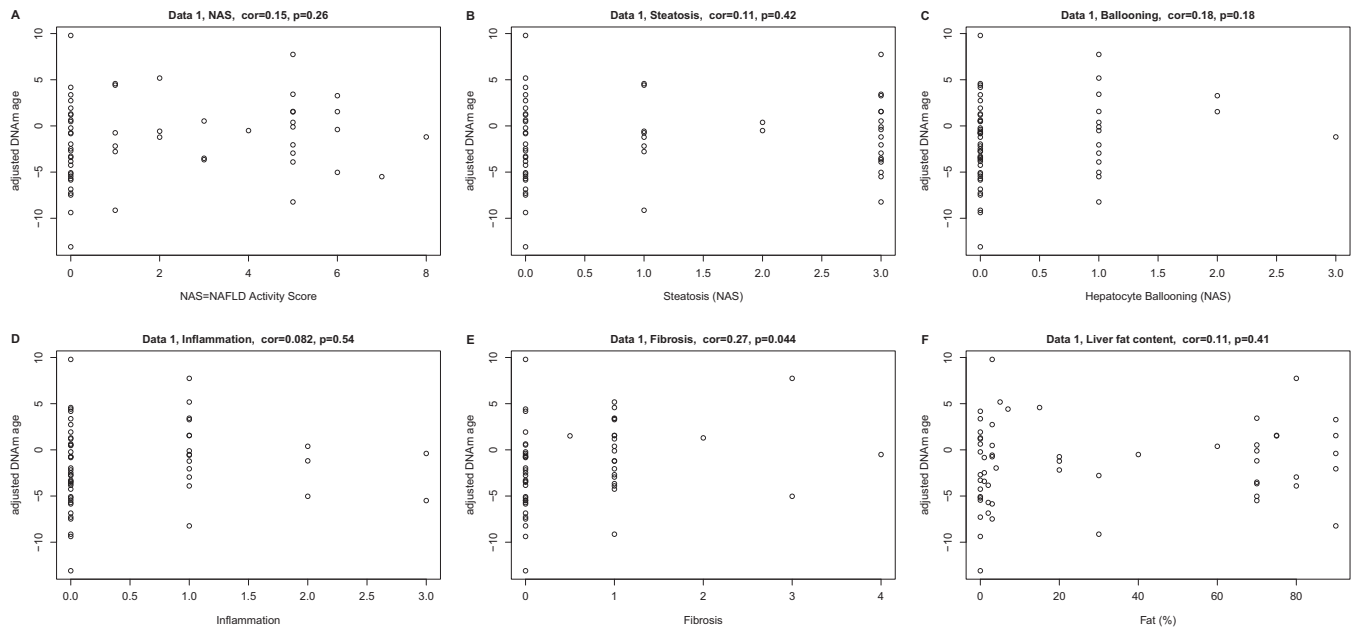 A
Data 1, NAS, cor=0.15, p=0.26
adjusted DNAm age
10
5
0
−5
−10
0
2
4
6
8
NAS=NAFLD Activity Score
B
Data 1, Steatosis, cor=0.11, p=0.42
adjusted DNAm age
10
5
0
−5
−10
0.0
0.5
1.0
1.5
2.0
2.5
3.0
Steatosis (NAS)
C
Data 1, Ballooning, cor=0.18, p=0.18
adjusted DNAm age
10
5
0
−5
−10
0.0
0.5
1.0
1.5
2.0
2.5
3.0
Hepatocyte Ballooning (NAS)
D
Data 1, Inflammation, cor=0.082, p=0.54
adjusted DNAm age
10
5
0
−5
−10
0.0
0.5
1.0
1.5
2.0
2.5
3.0
Inflammation
E
Data 1, Fibrosis, cor=0.27, p=0.044
adjusted DNAm age
10
5
0
−5
−10
0
1
2
3
4
Fibrosis
F
Data 1, Liver fat content, cor=0.11, p=0.41
adjusted DNAm age
10
5
0
−5
−10
0
20
40
60
80
Fat (%)